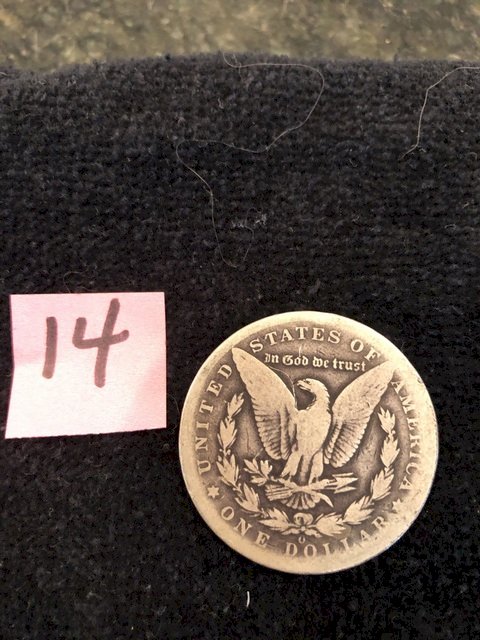 14
UNITED STATES OF AMERICA
In God we trust
ONE DOLLAR
O